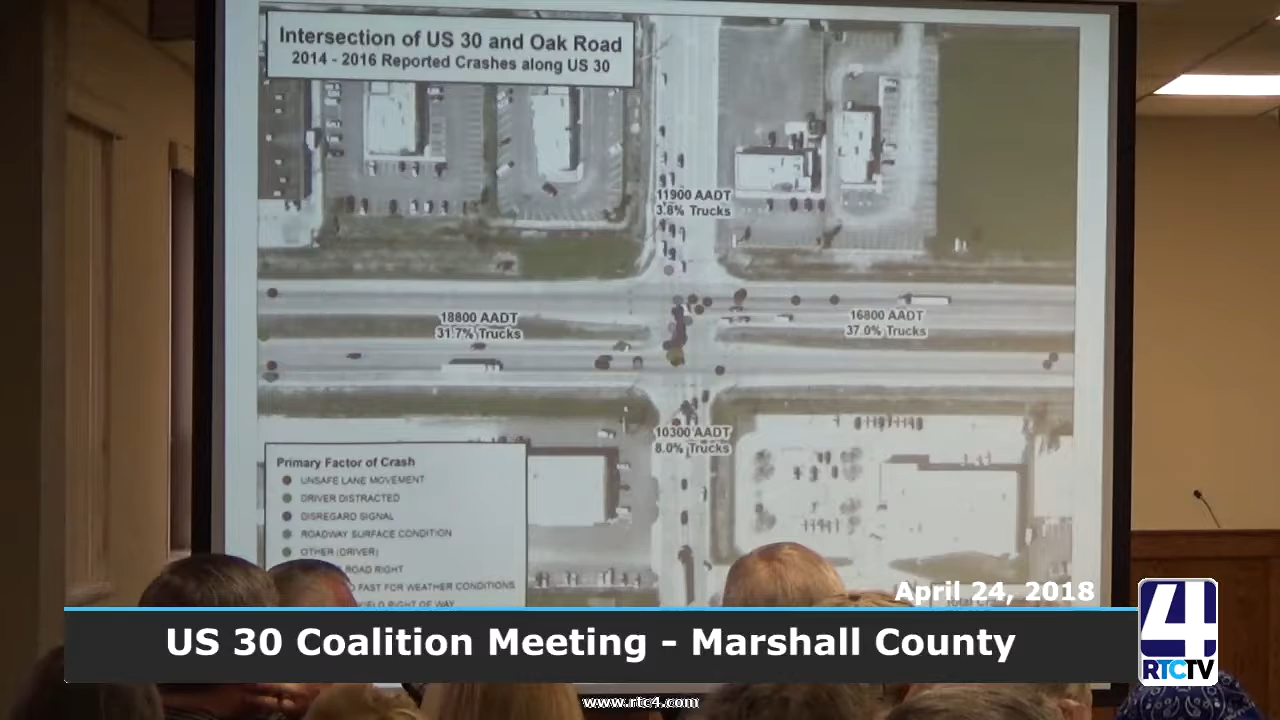 Intersection of US 30 and Oak Road
2014 - 2016 Reported Crashes along US 30
11900 AADT
3.8% Trucks
18800 AADT
31.7% Trucks
16800 AADT
37.0% Trucks
10300 AADT
8.0% Trucks
Primary Factor of Crash
UNSAFE LANE MOVEMENT
DRIVER DISTRACTED
DISREGARD SIGNAL
ROADWAY SURFACE CONDITION
OTHER (DRIVER)
ROAD RIGHT
FAST FOR WEATHER CONDITIONS
RIGHT OF WAY
April 24, 2018
US 30 Coalition Meeting - Marshall County
4
RTCTV
www.rtc4.com